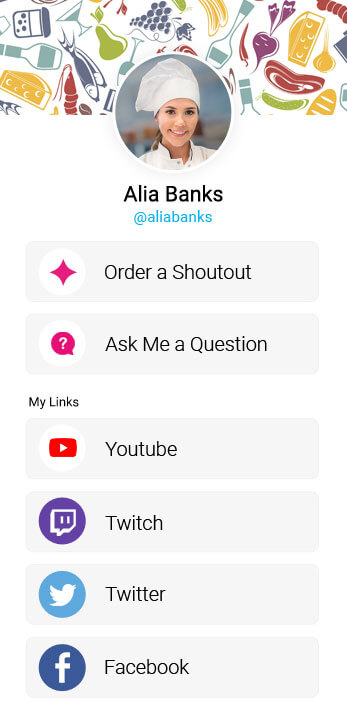 Alia Banks
@aliabanks
Order a Shoutout
Ask Me a Question
My Links
Youtube
Twitch
Twitter
Facebook